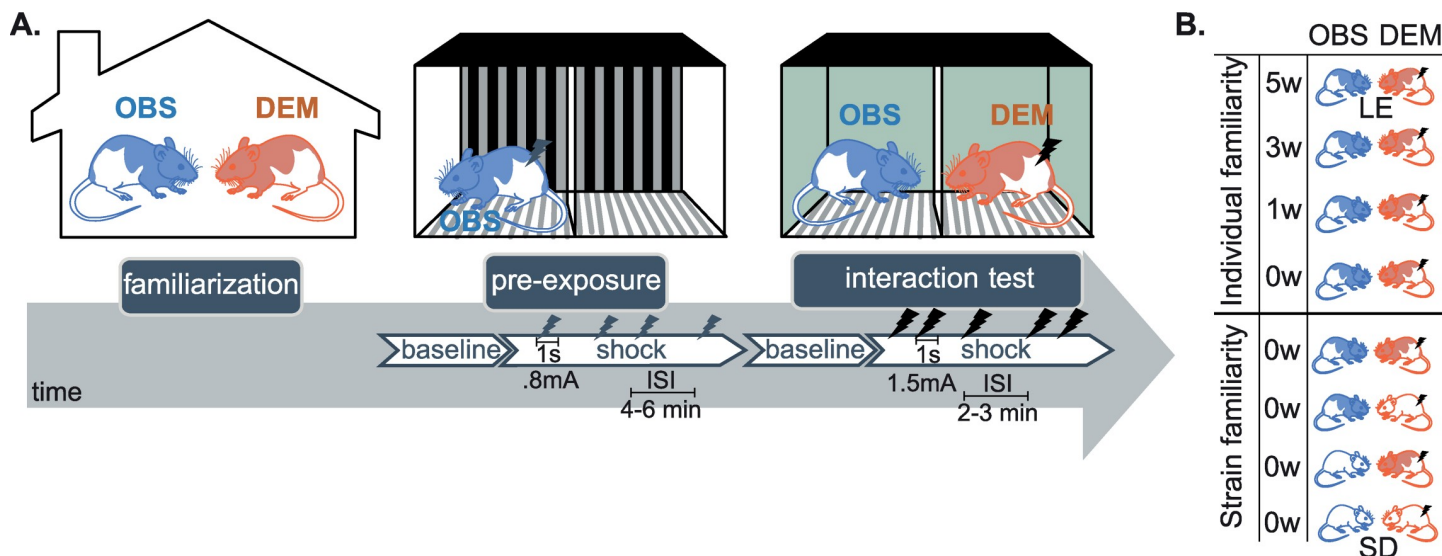 A.
OBS DEM
familiarization
OBS
pre-exposure
OBS DEM
interaction test
time
baseline
1s
shock
.8mA
ISI
4-6 min
baseline
1s
shock
1.5mA
ISI
2-3 min
B.
OBS DEM
Individual familiarity
5w
LE
3w
1w
0w
Strain familiarity
0w
0w
0w
0w
SD